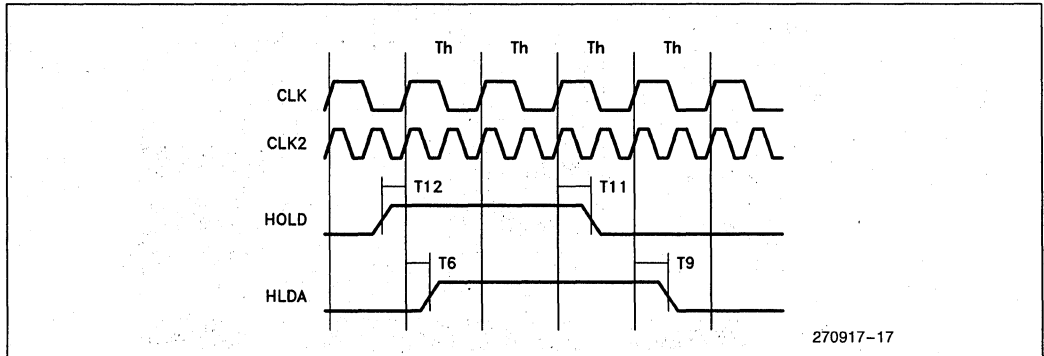 Th Th Th Th
CLK
CLK2
T12 T11
HOLD
T6 T9
HLDA
270917-17